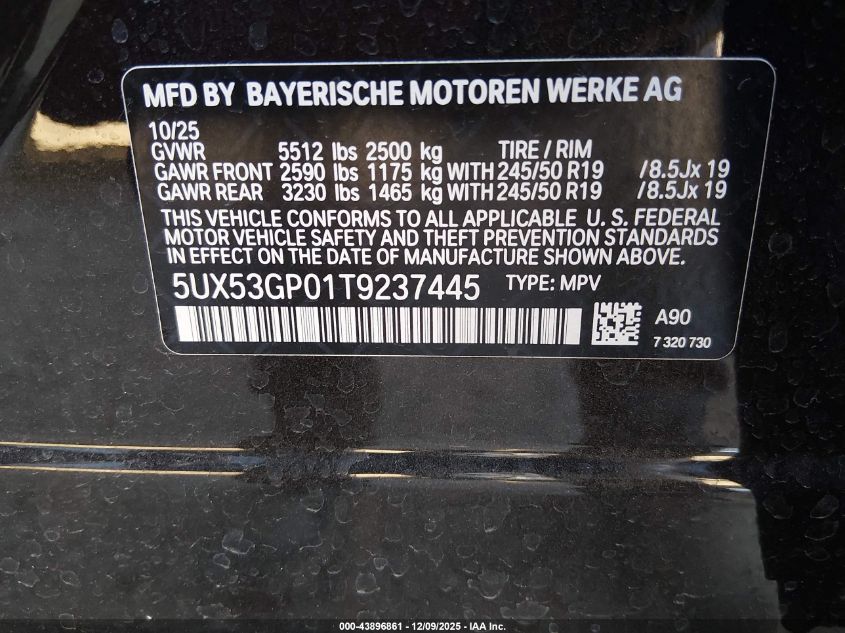 MFD BY BAYERISCHE MOTOREN WERKE AG
10/25
GVWR 5512 lbs 2500 kg TIRE / RIM
GAWR FRONT 2590 lbs 1175 kg WITH 245/50 R19 /8.5Jx 19
GAWR REAR 3230 lbs 1465 kg WITH 245/50 R19 /8.5Jx 19
THIS VEHICLE CONFORMS TO ALL APPLICABLE U. S. FEDERAL
MOTOR VEHICLE SAFETY AND THEFT PREVENTION STANDARDS
IN EFFECT ON THE DATE OF MANUFACTURE SHOWN ABOVE.
5UX53GP01T9237445 TYPE: MPV
A90
7 320 730
000-43896861 - 12/09/2025 - IAA Inc.